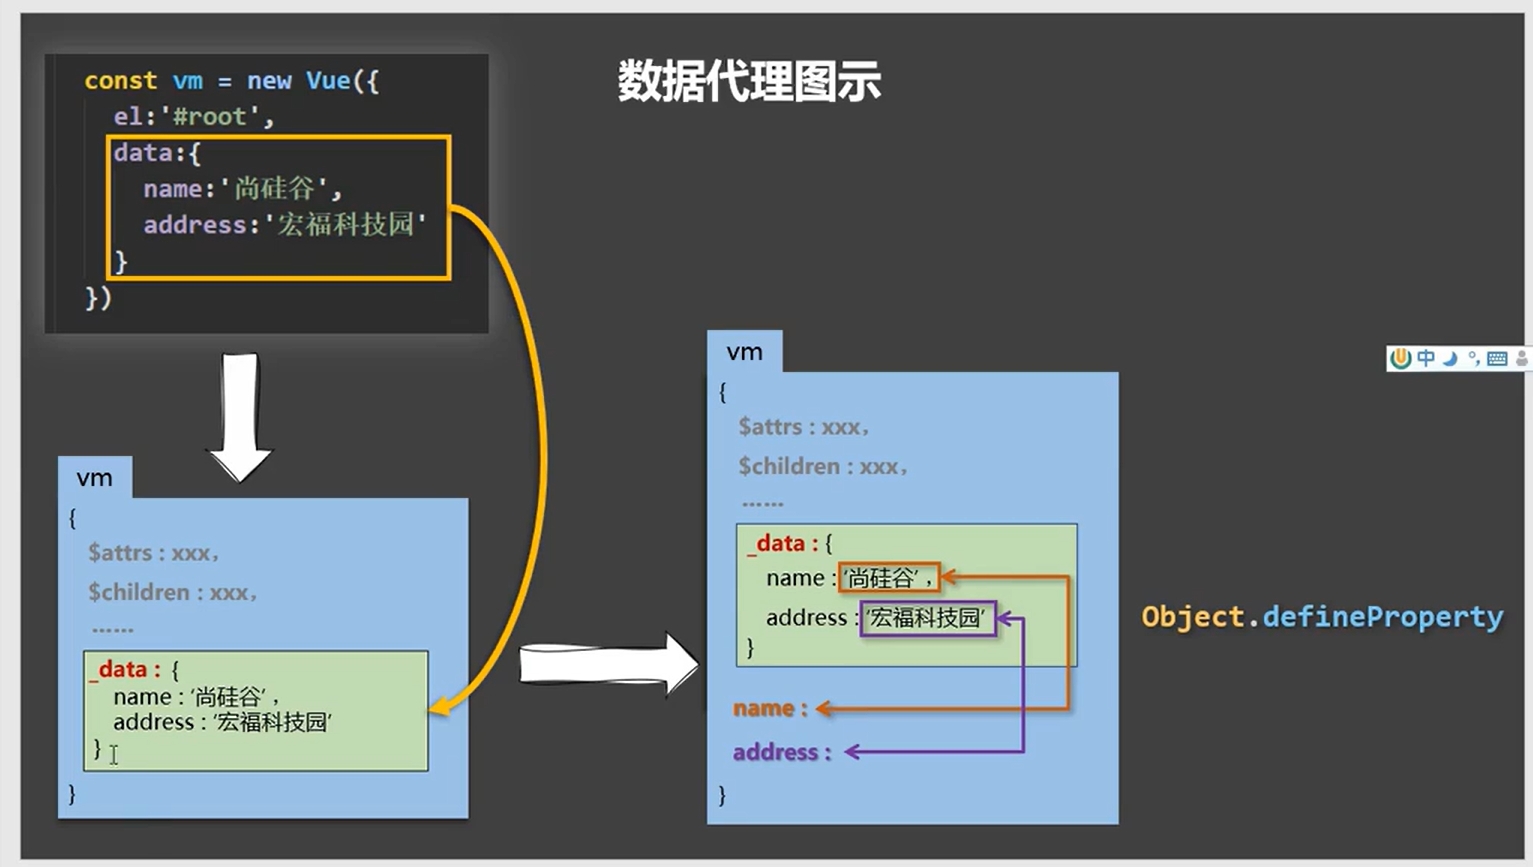 数据代理图示
const vm = new Vue({
el:'#root',
data:{
name:'尚硅谷',
address:'宏福科技园'
}
})
vm
{
$attrs : xxx，
$children : xxx，
……
_data : {
name : ‘尚硅谷’ ，
address : ‘宏福科技园’
}
}
vm
{
$attrs : xxx，
$children : xxx，
……
_data : {
name : ‘尚硅谷’ ，
address : ‘宏福科技园’
}
name :
address :
}
Object.defineProperty
中